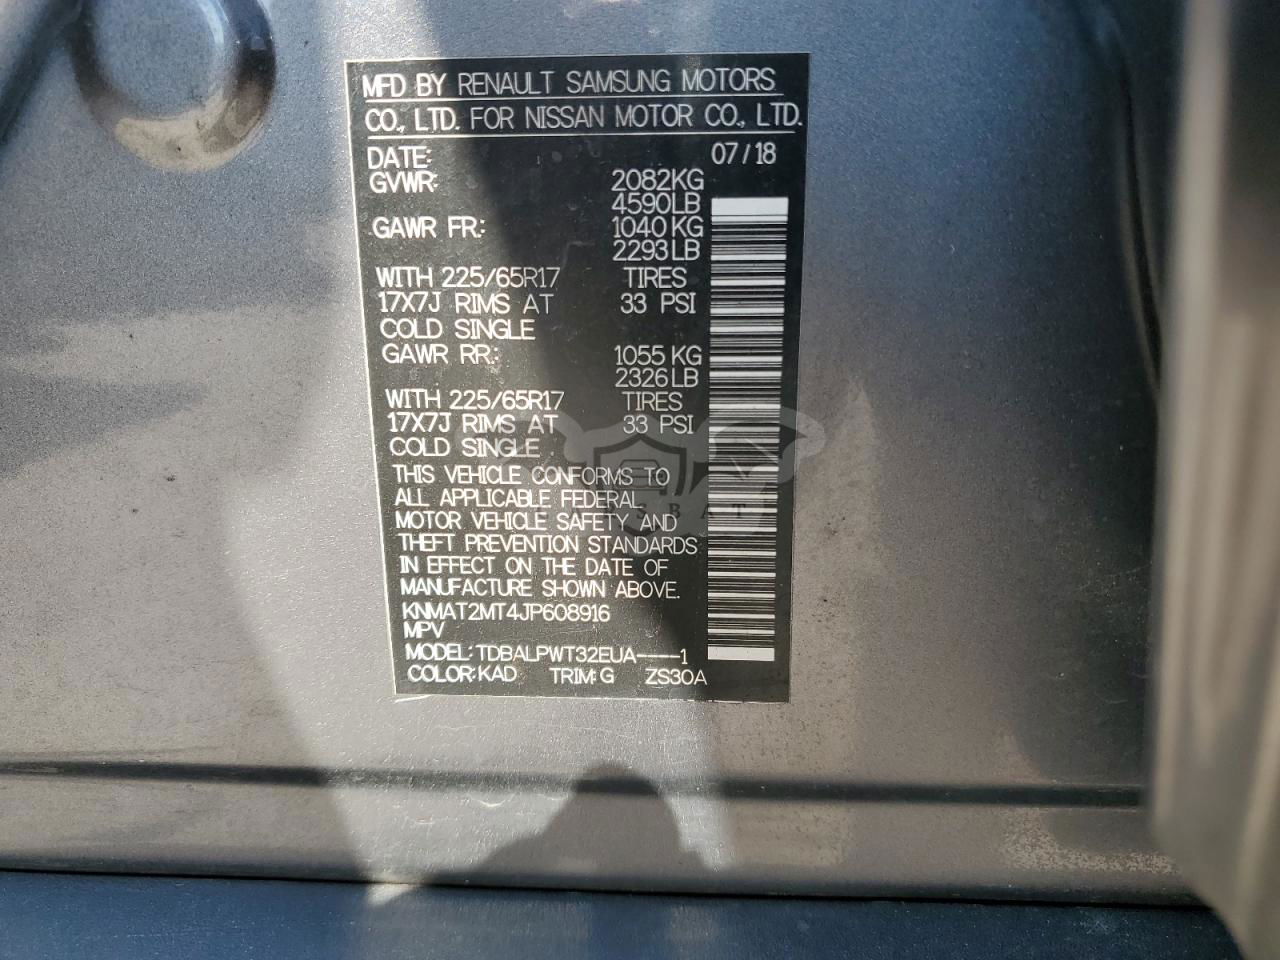 MFD BY RENAULT SAMSUNG MOTORS
CO., LTD. FOR NISSAN MOTOR CO., LTD.
DATE: 07/18
GVWR: 2082KG
4590LB
GAWR FR.: 1040KG
2293LB
WITH 225/65R17 TIRES
17X7J RIMS AT 33 PSI
COLD SINGLE
GAWR RR.: 1055KG
2326LB
WITH 225/65R17 TIRES
17X7J RIMS AT 33 PSI
COLD SINGLE
THIS VEHICLE CONFORMS TO
ALL APPLICABLE FEDERAL
MOTOR VEHICLE SAFETY AND
THEFT PREVENTION STANDARDS
IN EFFECT ON THE DATE OF
MANUFACTURE SHOWN ABOVE.
KNMAT2MT4JP608916
MPV
MODEL: TDBALPWT32EUA----1
COLOR: KAD TRIM: G ZS30A